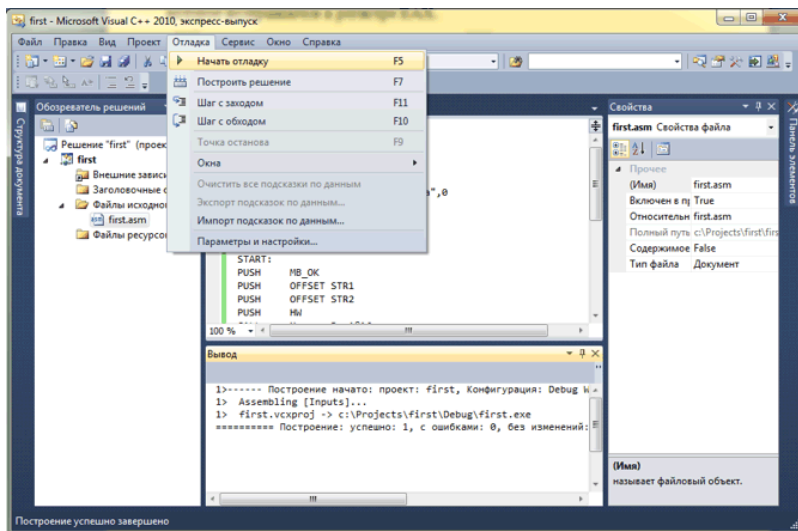 first - Microsoft Visual C++ 2010, экспресс-выпуск
Файл Правка Вид Проект Отладка Сервис Окно Справка
Начать отладку F5
Построить решение F7
Шаг с заходом F11
Шаг с обходом F10
Точка останова F9
Окна
Очистить все подсказки по данным
Экспорт подсказок по данным...
Импорт подсказок по данным...
Параметры и настройки...
Структура документа
Обозреватель решений
Решение "first" (проек
first
Внешние зависи
Заголовочные с
Файлы исходно
first.asm
Файлы ресурсо
",0
START:
PUSH MB_OK
PUSH OFFSET STR1
PUSH OFFSET STR2
PUSH HW
100 %
Вывод
1>------ Построение начато: проект: first, Конфигурация: Debug
1> Assembling [Inputs]...
1> first.vcxproj -> c:\Projects\first\Debug\first.exe
========== Построение: успешно: 1, с ошибками: 0, без изменений:
Свойства
first.asm Свойства файла
Прочее
(Имя) first.asm
Включен в пр True
Относительн first.asm
Полный путь c:\Projects\first\firs
Содержимое False
Тип файла Документ
(Имя)
называет файловый объект.
Панель элементов
Построение успешно завершено